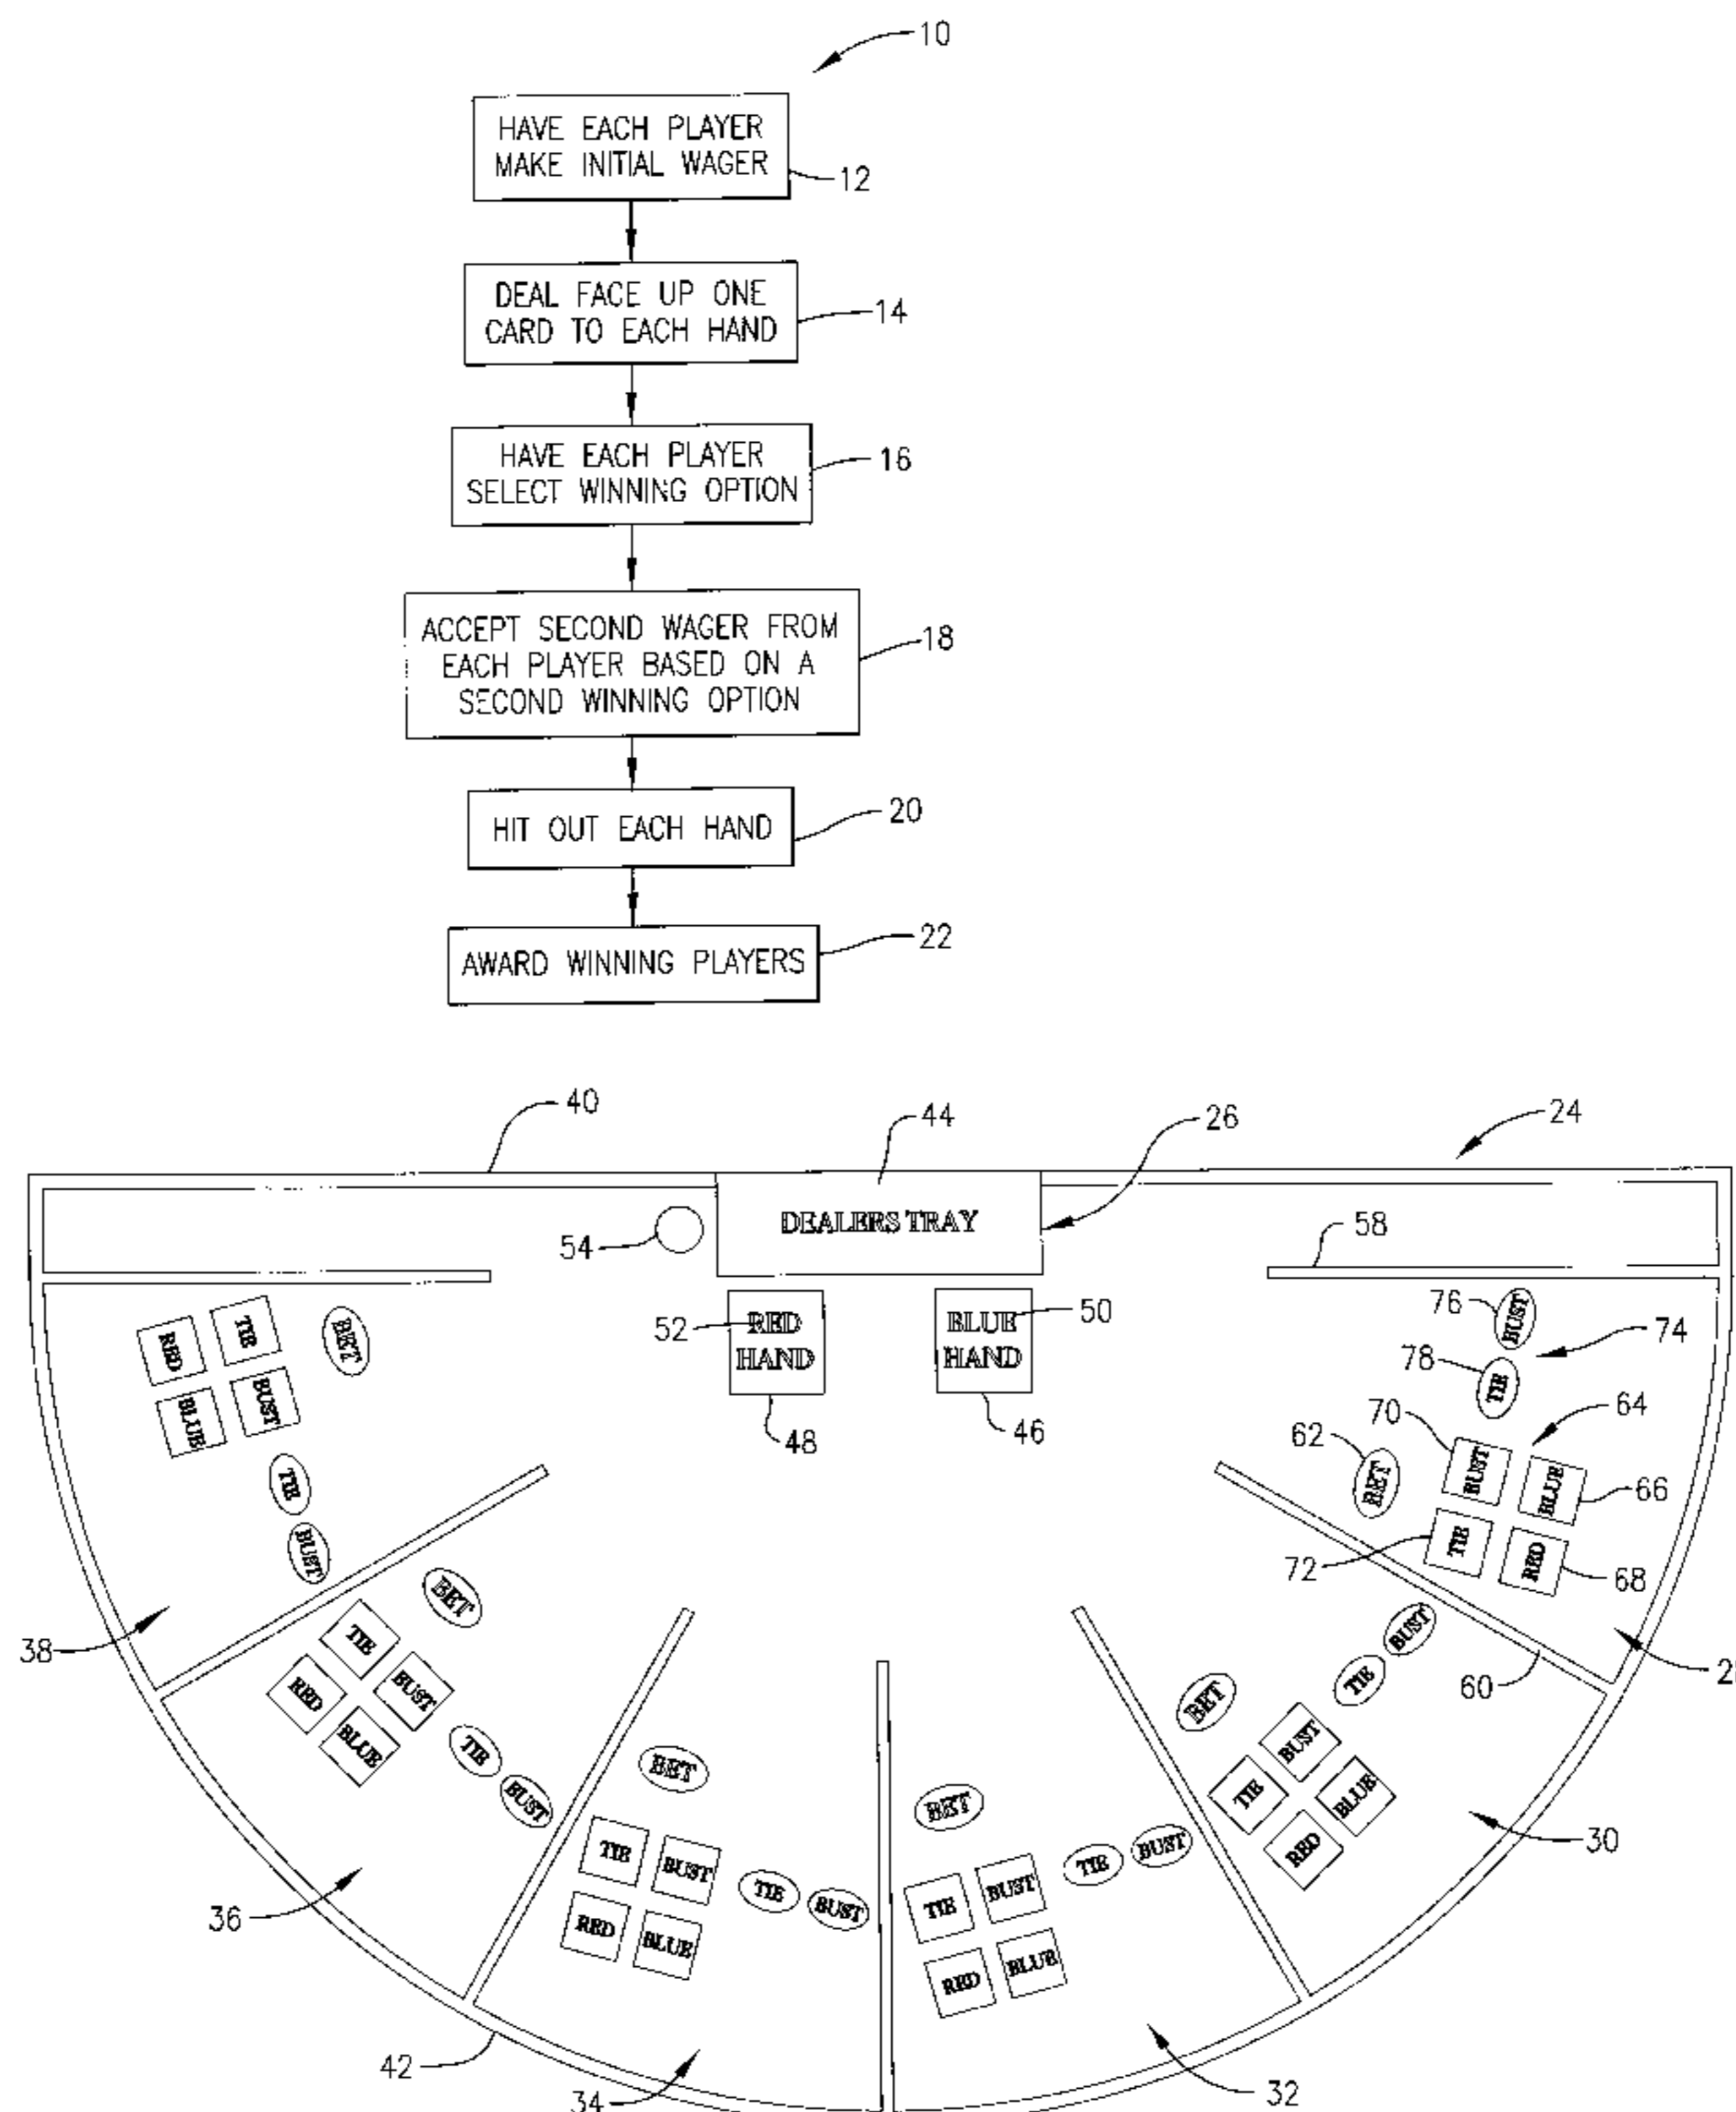 10
HAVE EACH PLAYER
MAKE INITIAL WAGER
12
DEAL FACE UP ONE
CARD TO EACH HAND
14
HAVE EACH PLAYER
SELECT WINNING OPTION
16
ACCEPT SECOND WAGER FROM
EACH PLAYER BASED ON A
SECOND WINNING OPTION
18
HIT OUT EACH HAND
20
AWARD WINNING PLAYERS
22
40
44
26
24
DEALERS TRAY
54
58
52
RED
HAND
48
BLUE
HAND
50
46
RED
TIE
BET
BLUE
BUST
TIE
BUST
38
76
BUST
74
78
TIE
70
64
62
BET
BUST
BLUE
66
72
TIE
RED
68
2
60
BET
TIE
RED
BUST
BLUE
TIE
BUST
36
BET
TIE
BUST
RED
BLUE
TIE
BUST
34
42
BET
TIE
BUST
RED
BLUE
TIE
BUST
32
BET
BUST
TIE
BUST
TIE
BLUE
RED
30